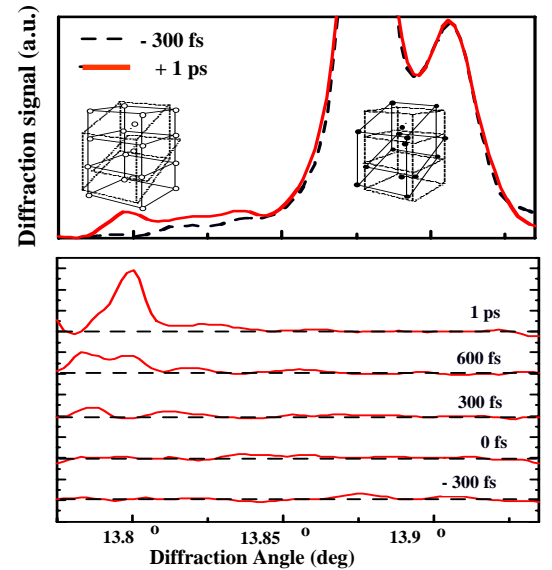 Diffraction signal (a.u.)
- 300 fs
+ 1 ps
1 ps
600 fs
300 fs
0 fs
- 300 fs
13.8 o
13.85 o
13.9 o
Diffraction Angle (deg)